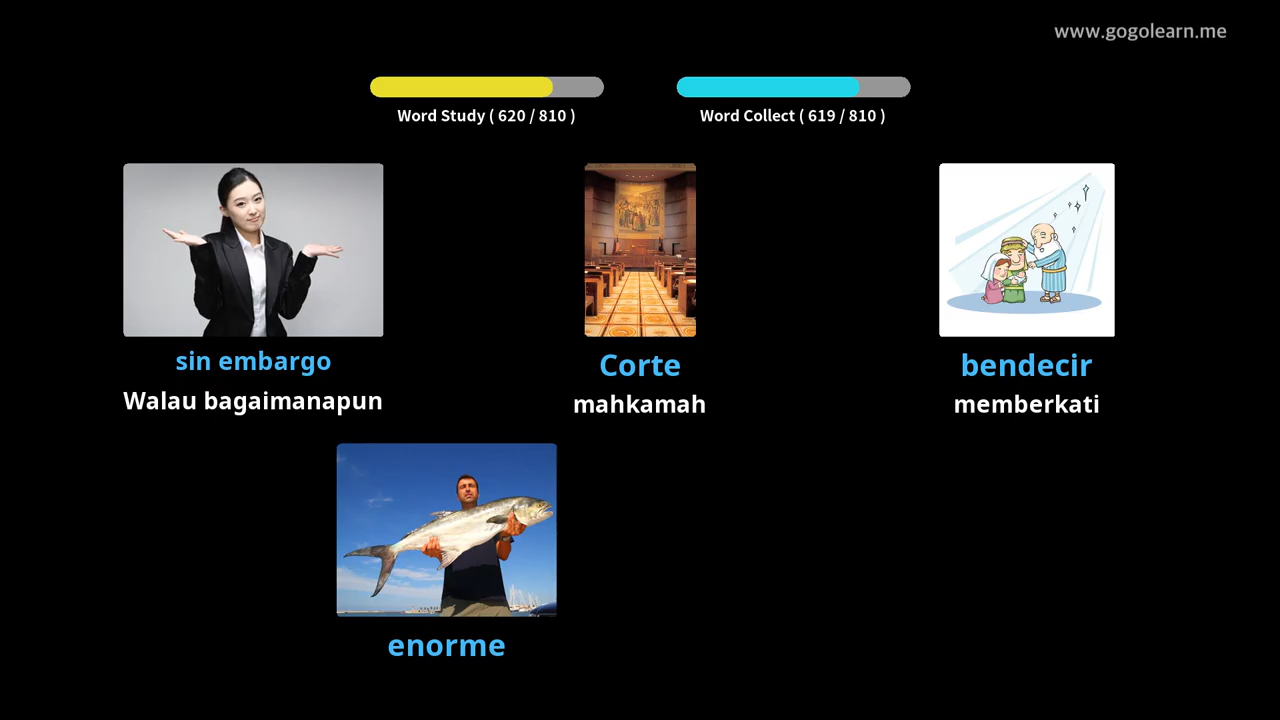 www.gogolearn.me
Word Study ( 620 / 810 )
Word Collect ( 619 / 810 )
sin embargo
Walau bagaimanapun
Corte
mahkamah
bendecir
memberkati
enorme